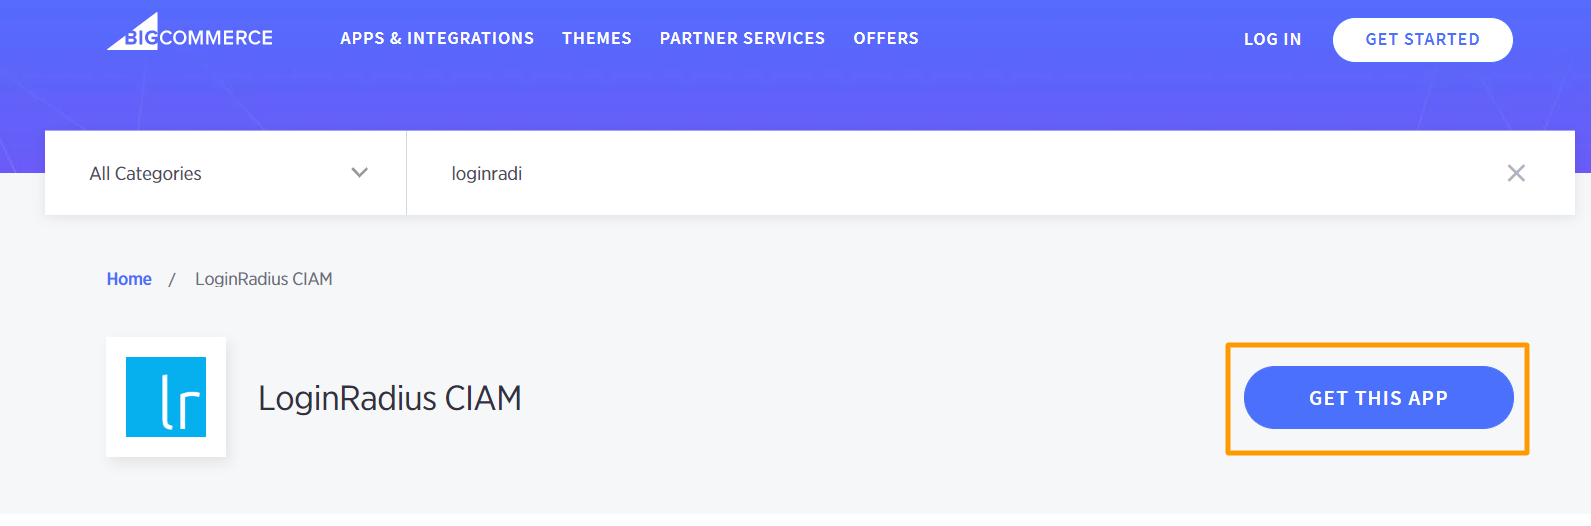 BIGCOMMERCE APPS & INTEGRATIONS THEMES PARTNER SERVICES OFFERS LOG IN GET STARTED
All Categories loginradi
Home / LoginRadius CIAM
lr LoginRadius CIAM GET THIS APP